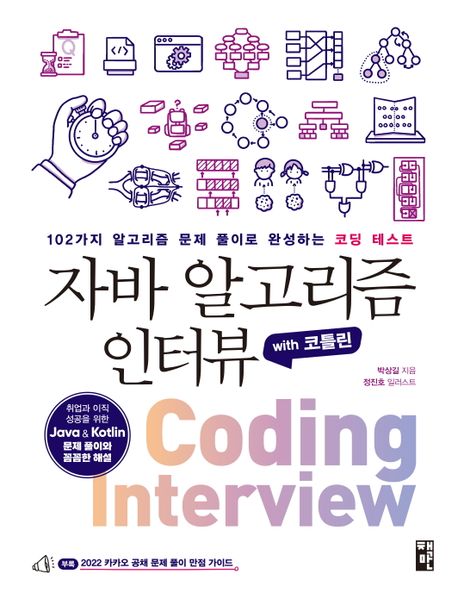 102가지 알고리즘 문제 풀이로 완성하는 코딩 테스트
자바 알고리즘
인터뷰 with 코틀린
박상길 지음
정진호 일러스트
취업과 이직
성공을 위한
Java & Kotlin
문제 풀이와
꼼꼼한 해설
Coding
Interview
부록 2022 카카오 공채 문제 풀이 만점 가이드
책만